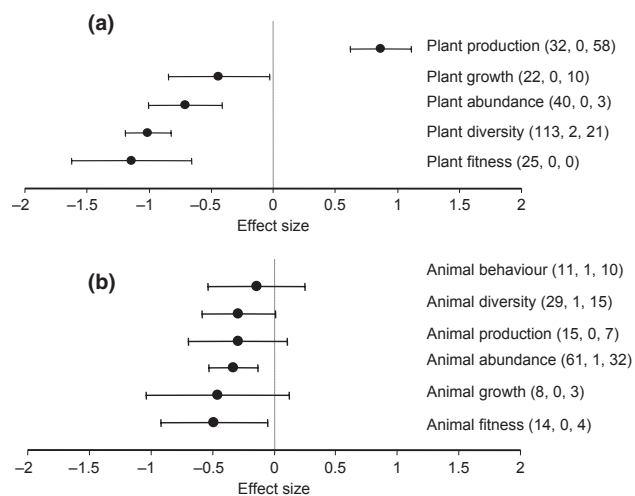 (a)
Plant production (32, 0, 58)
Plant growth (22, 0, 10)
Plant abundance (40, 0, 3)
Plant diversity (113, 2, 21)
Plant fitness (25, 0, 0)
–2 –1.5 –1 –0.5 0 0.5 1 1.5 2
Effect size
(b)
Animal behaviour (11, 1, 10)
Animal diversity (29, 1, 15)
Animal production (15, 0, 7)
Animal abundance (61, 1, 32)
Animal growth (8, 0, 3)
Animal fitness (14, 0, 4)
–2 –1.5 –1 –0.5 0 0.5 1 1.5 2
Effect size